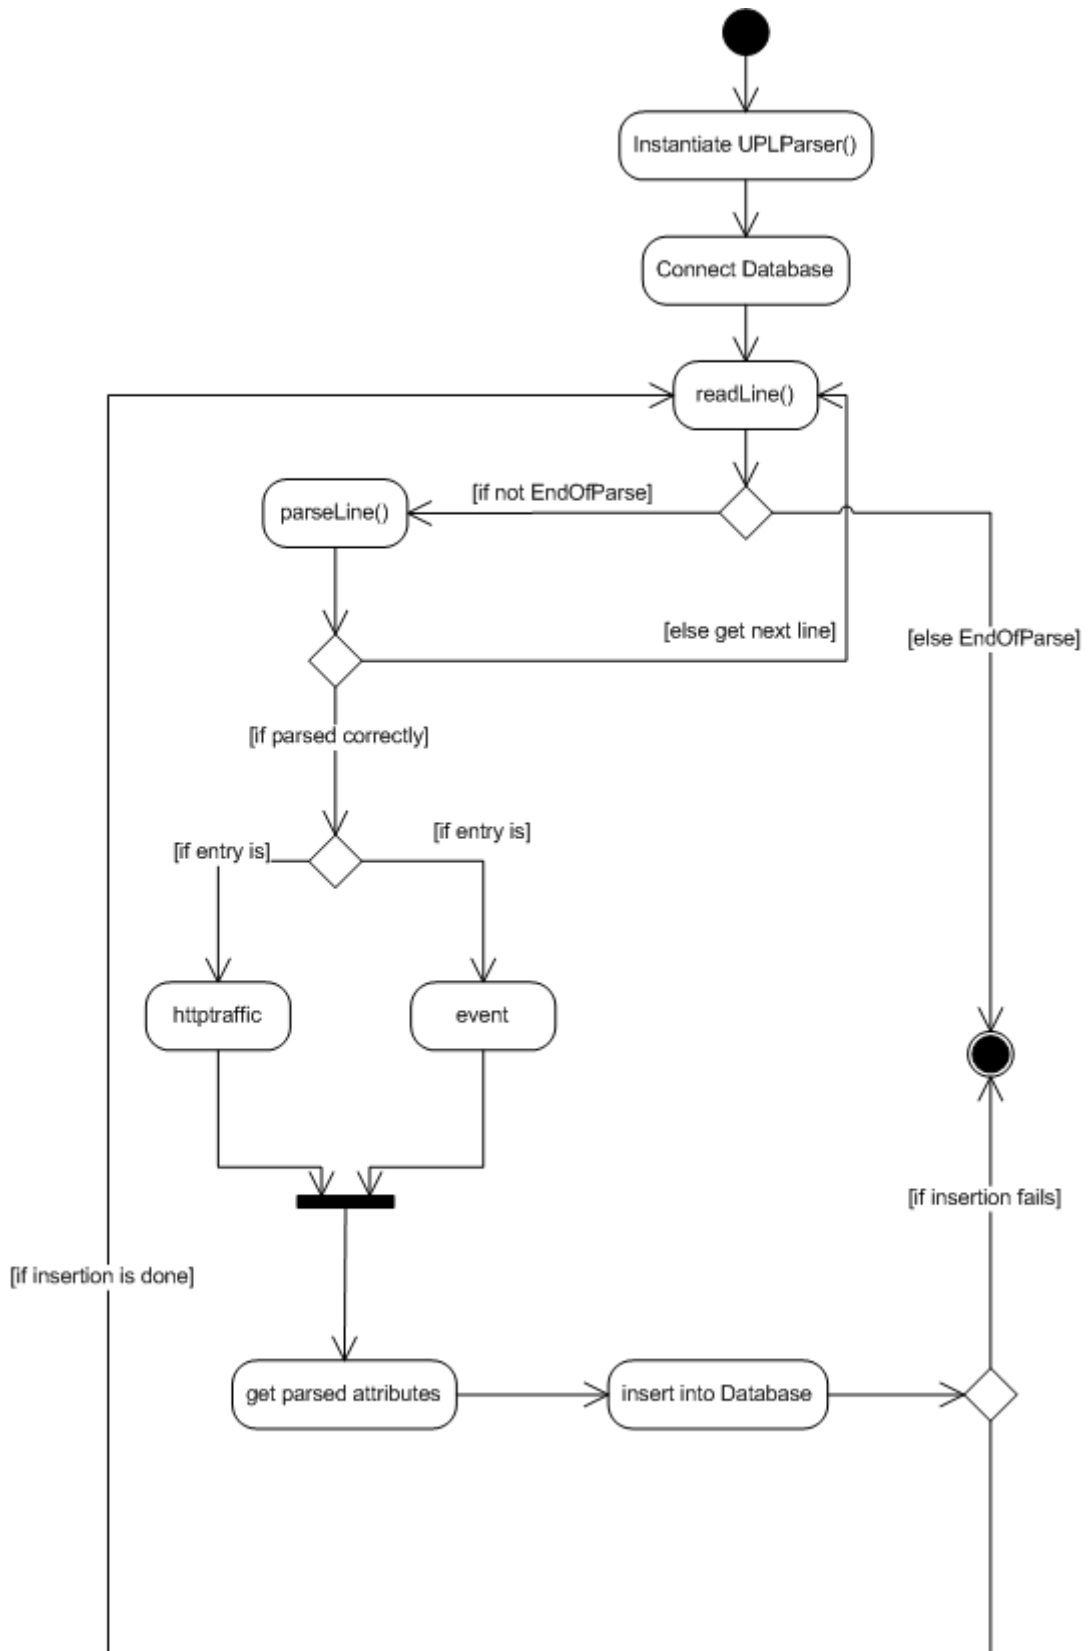 Instantiate UPLParser()
Connect Database
readLine()
[if not EndOfParse]
parseLine()
[else get next line]
[else EndOfParse]
[if parsed correctly]
[if entry is]
[if entry is]
httptraffic
event
[if insertion fails]
[if insertion is done]
get parsed attributes
insert into Database